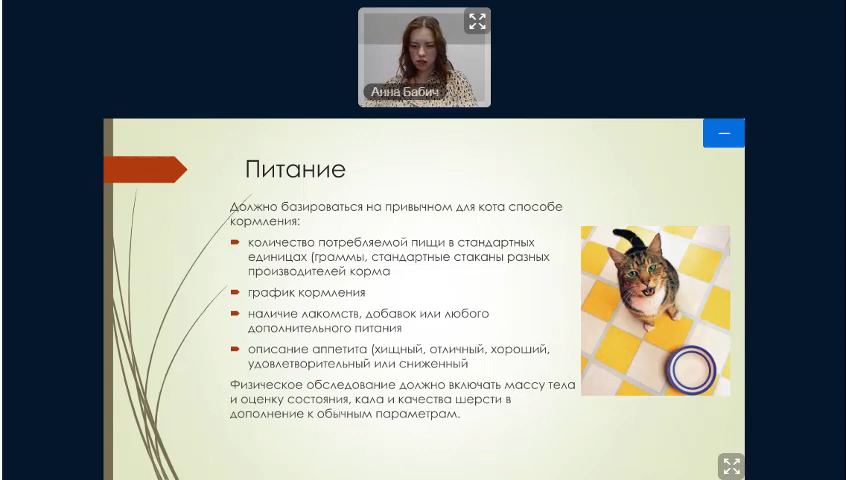 Анна Бабич
Питание
Должно базироваться на привычном для кота способе
кормления:
количество потребляемой пищи в стандартных
единицах (граммы, стандартные стаканы разных
производителей корма
график кормления
наличие лакомств, добавок или любого
дополнительного питания
описание аппетита (хищный, отличный, хороший,
удовлетворительный или сниженный
Физическое обследование должно включать массу тела
и оценку состояния, кала и качества шерсти в
дополнение к обычным параметрам.